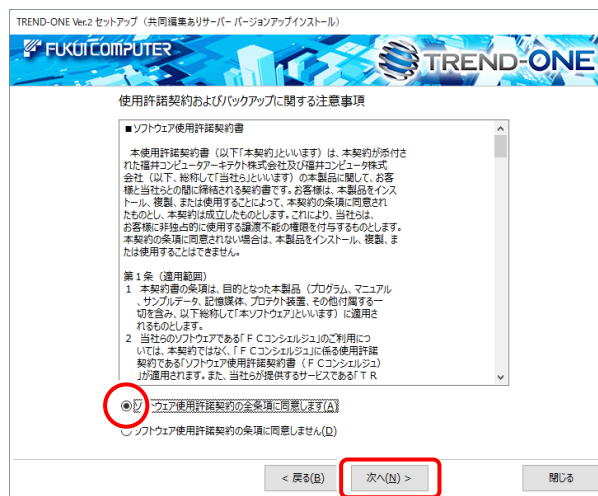 TREND-ONE Ver.2 セットアップ（共同編集ありサーバー バージョンアップインストール）
FUKUI COMPUTER
TREND-ONE
使用許諾契約およびバックアップに関する注意事項
■ソフトウェア使用許諾契約書
本使用許諾契約書（以下「本契約」といいます）は、本契約が添付さ
れた福井コンピュータアーキテクト株式会社及び福井コンピュータ株式
会社（以下、総称して「当社ら」といいます）の本製品に関して、お客
様と当社らとの間に締結される契約書です。お客様は、本製品をインス
トール、複製、または使用することによって、本契約の条項に同意され
たものとし、本契約は成立したものとします。これにより、当社らは、
お客様に非独占的に使用する譲渡不能の権限を付与するものとします。
本契約の条項に同意されない場合は、本製品をインストール、複製、ま
たは使用することはできません。
第１条（適用範囲）
1 本契約書の条項は、目的となった本製品（プログラム、マニュアル
、サンプルデータ、記憶媒体、プロテクト装置、その他付属する一
切を含み、以下総称して「本ソフトウェア」といいます）に適用さ
れるものとします。
2 当社らのソフトウェアである「ＦＣコンシェルジュ」のご利用につ
いては、本契約ではなく、「ＦＣコンシェルジュ」に係る使用許諾
契約である「ソフトウェア使用許諾契約書（ＦＣコンシェルジュ）
」が適用されます。また、当社らが提供するサービスである「ＴＲ
ソフトウェア使用許諾契約の全条項に同意します(A)
ソフトウェア使用許諾契約の条項に同意しません(D)
< 戻る(B)
次へ(N) >
閉じる